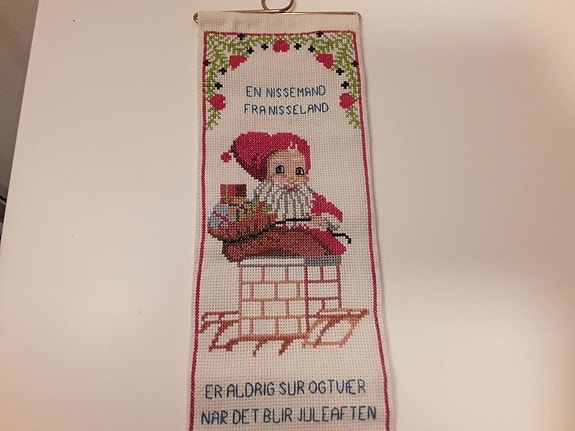 EN NISSEMAND
FRA NISSELAND
ER ALDRIG SUR OG TVÆR
NÅR DET BLIR JULEAFTEN